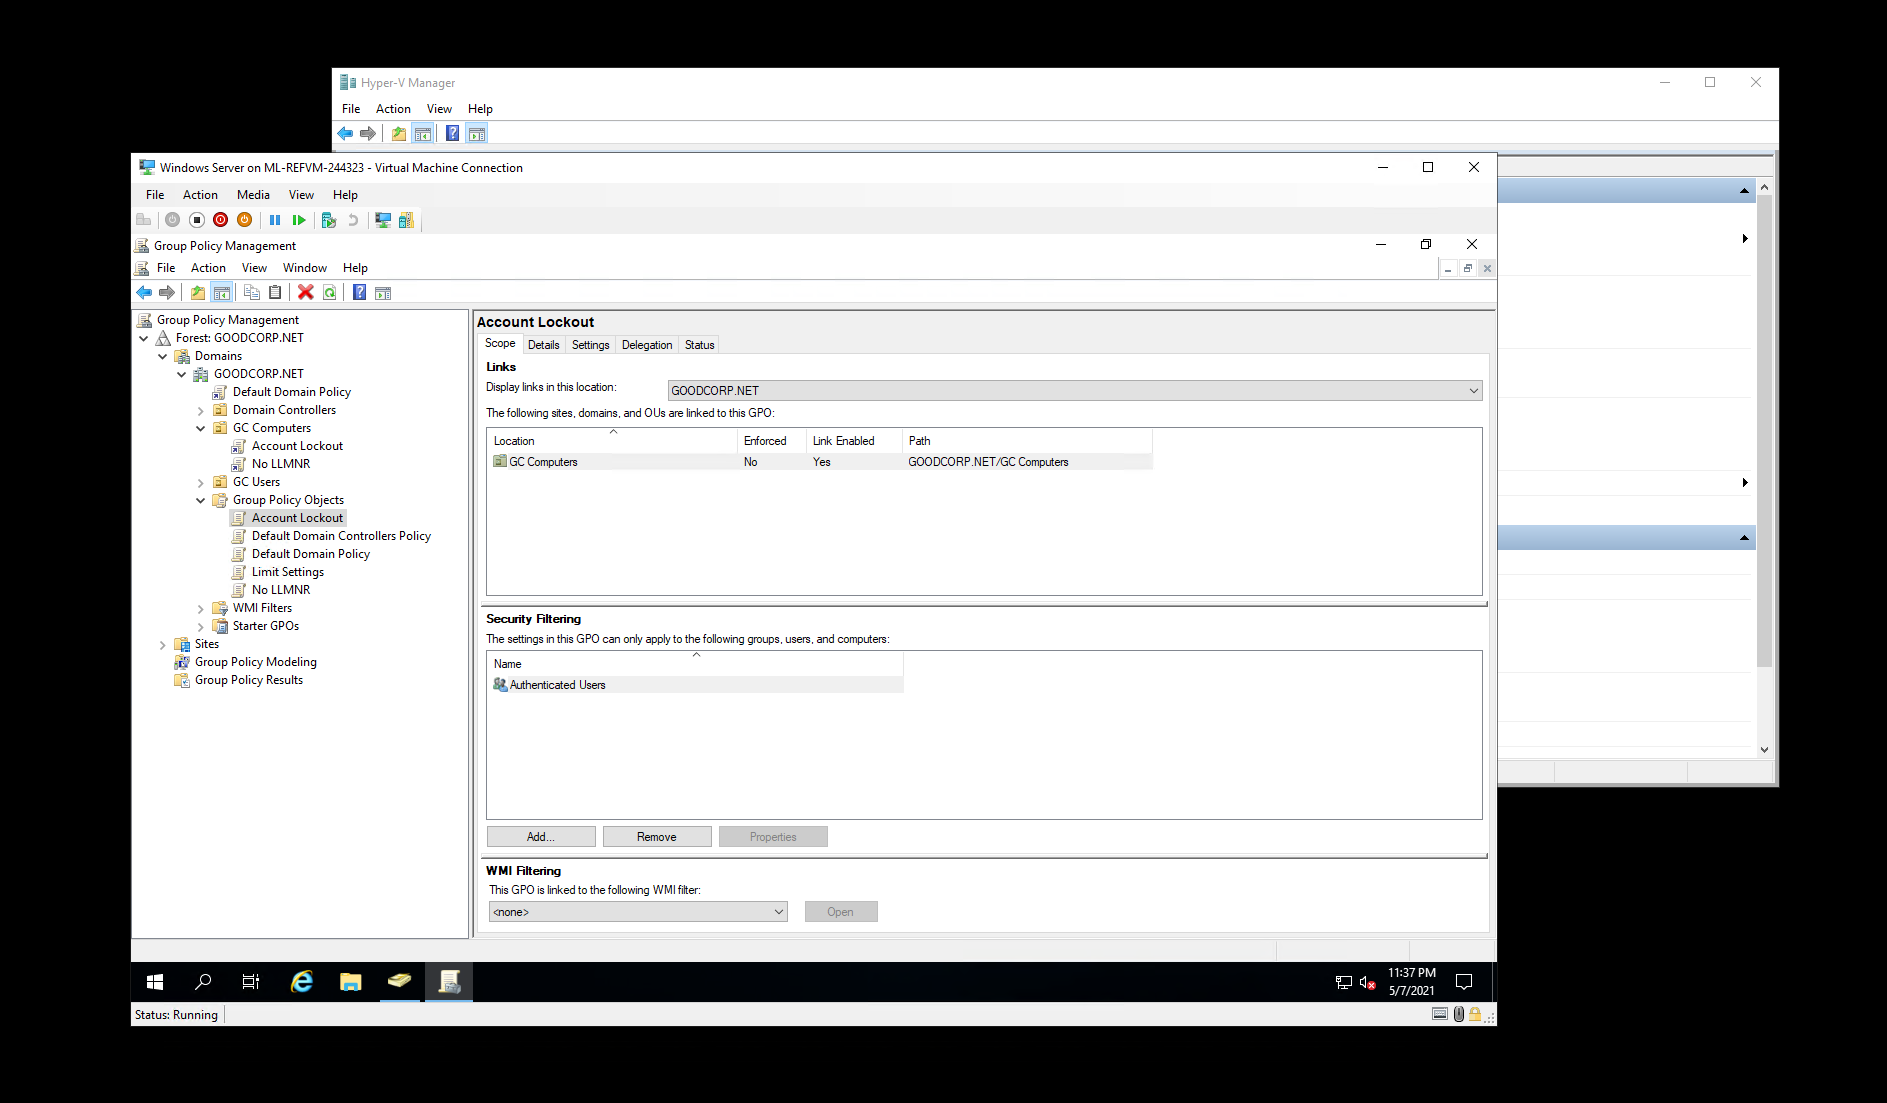 Hyper-V Manager
File Action View Help
Windows Server on ML-REFVM-244323 - Virtual Machine Connection
File Action Media View Help
Group Policy Management
File Action View Window Help
Group Policy Management
Forest: GOODCORP.NET
Domains
GOODCORP.NET
Default Domain Policy
Domain Controllers
GC Computers
Account Lockout
No LLMNR
GC Users
Group Policy Objects
Account Lockout
Default Domain Controllers Policy
Default Domain Policy
Limit Settings
No LLMNR
WMI Filters
Starter GPOs
Sites
Group Policy Modeling
Group Policy Results
Account Lockout
Scope Details Settings Delegation Status
Links
Display links in this location: GOODCORP.NET
The following sites, domains, and OUs are linked to this GPO:
Location Enforced Link Enabled Path
GC Computers No Yes GOODCORP.NET/GC Computers
Security Filtering
The settings in this GPO can only apply to the following groups, users, and computers:
Name
Authenticated Users
Add... Remove Properties
WMI Filtering
This GPO is linked to the following WMI filter:
<none> Open
11:37 PM
5/7/2021
Status: Running